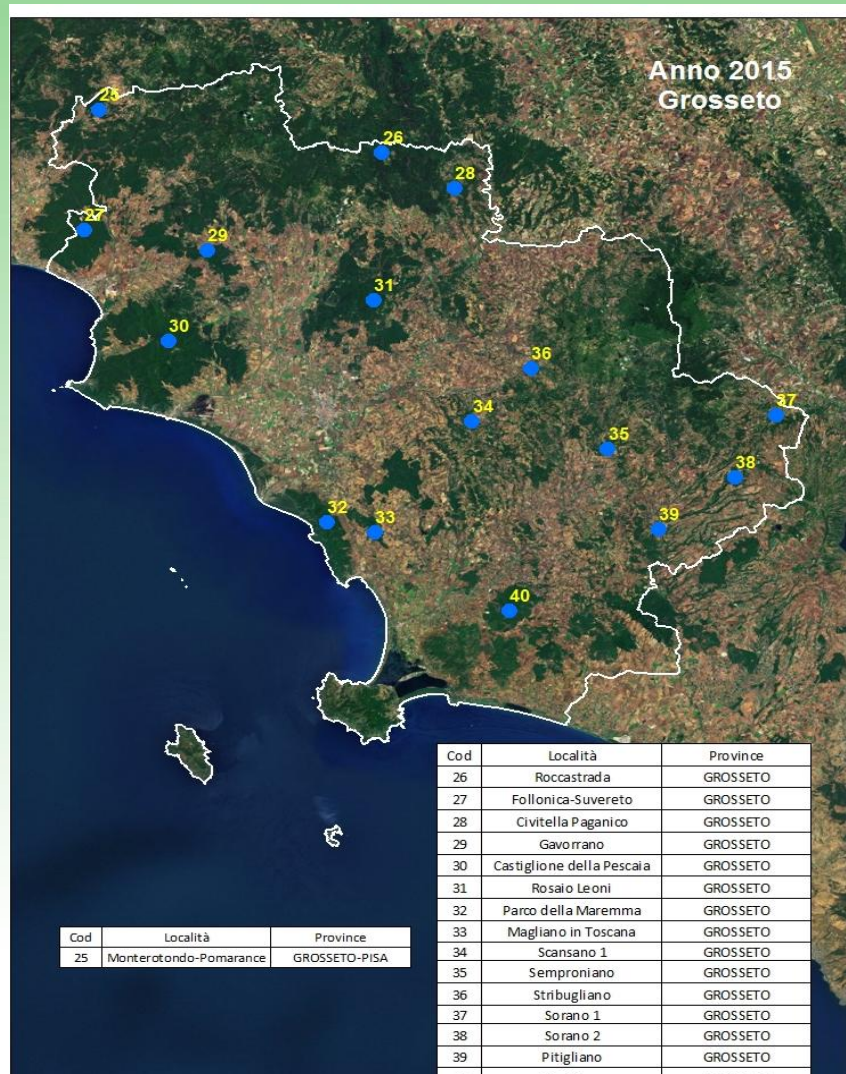 Anno 2015
Grosseto
25
26
28
27
29
31
30
36
34
37
35
38
32
33
39
40
Cod Località Province
26 Roccastrada GROSSETO
27 Follonica-Suvereto GROSSETO
28 Civitella Paganico GROSSETO
29 Gavorrano GROSSETO
30 Castiglione della Pescaia GROSSETO
31 Rosaio Leoni GROSSETO
32 Parco della Maremma GROSSETO
33 Magliano in Toscana GROSSETO
34 Scansano 1 GROSSETO
35 Semproniano GROSSETO
36 Stribugliano GROSSETO
37 Sorano 1 GROSSETO
38 Sorano 2 GROSSETO
39 Pitigliano GROSSETO
Cod Località Province
25 Monterotondo-Pomarance GROSSETO-PISA